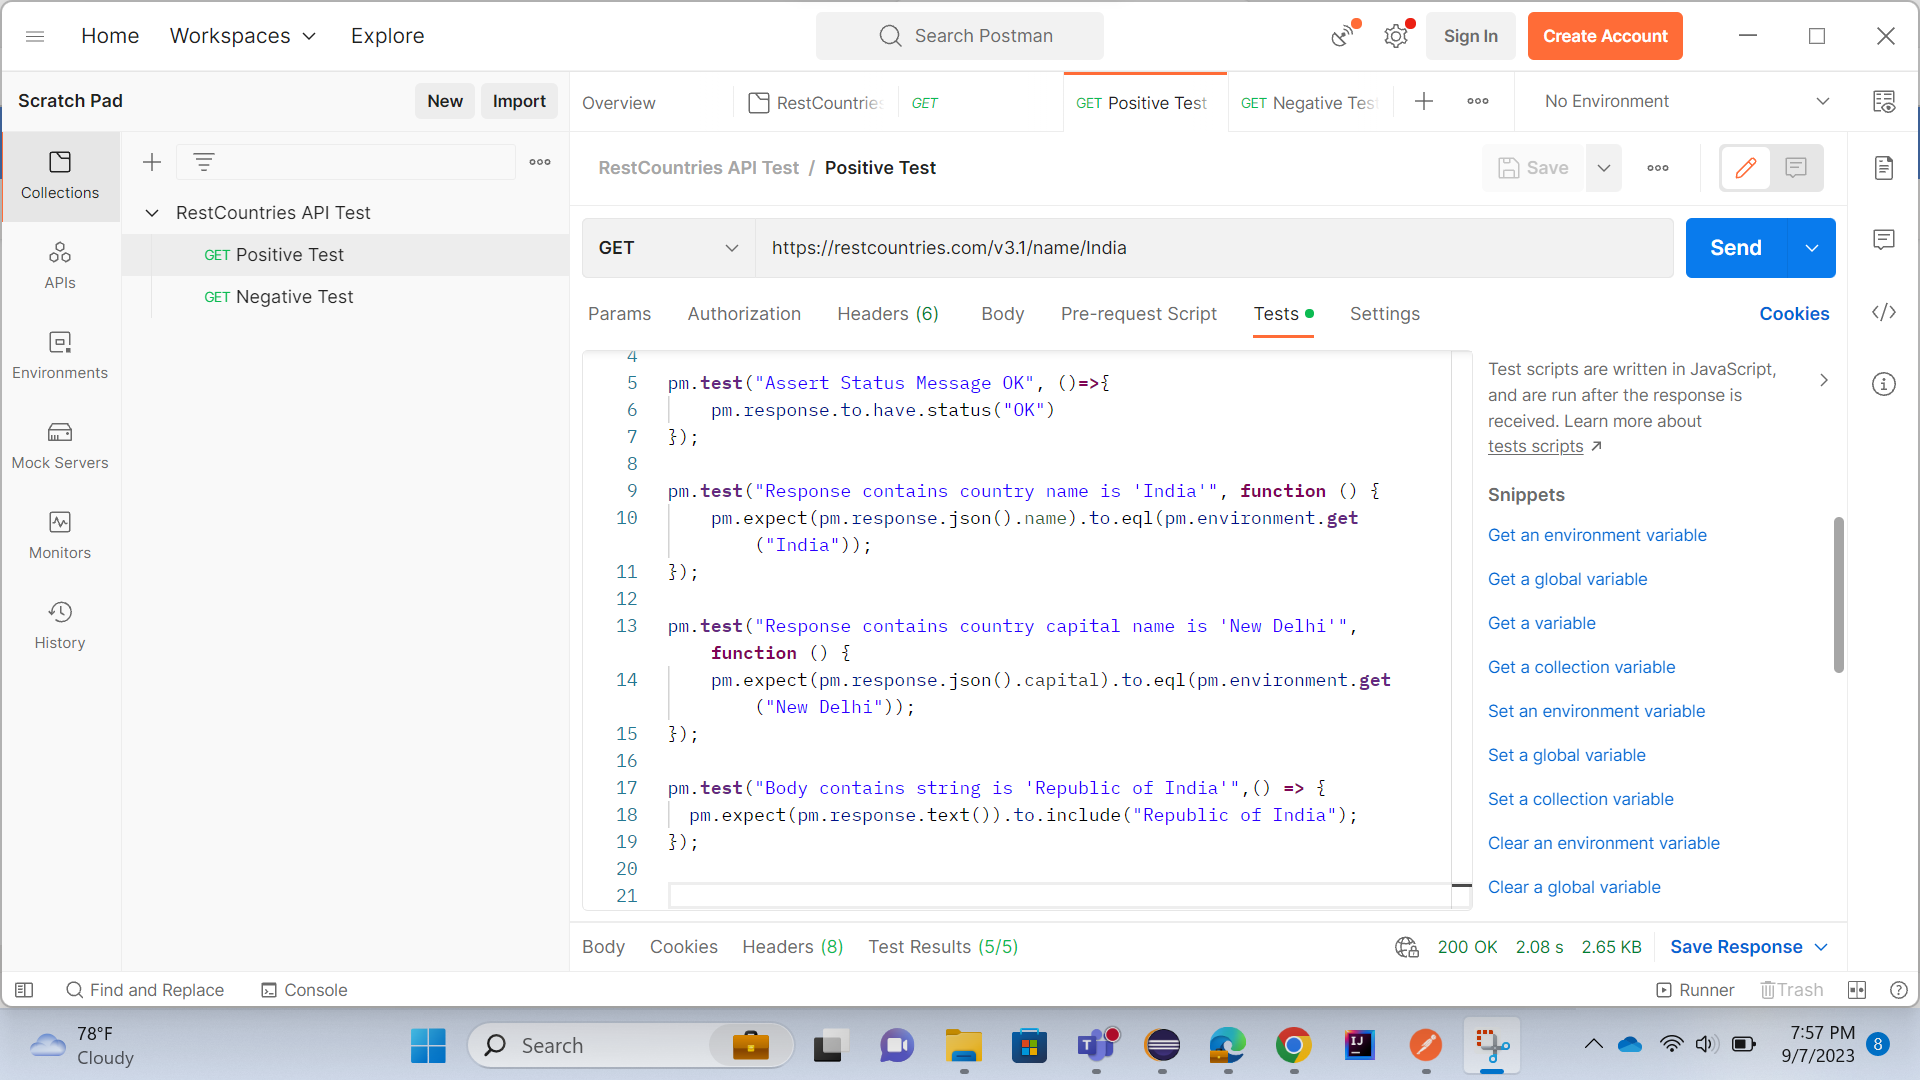 Home
Workspaces
Explore
Search Postman
Sign In
Create Account
Scratch Pad
New
Import
Overview
RestCountries
GET
GET Positive Test
GET Negative Test
No Environment
Collections
APIs
Environments
Mock Servers
Monitors
History
RestCountries API Test
GET Positive Test
GET Negative Test
RestCountries API Test / Positive Test
Save
GET
https://restcountries.com/v3.1/name/India
Send
Params
Authorization
Headers (6)
Body
Pre-request Script
Tests
Settings
Cookies
4
5 pm.test("Assert Status Message OK", ()=>{
6 pm.response.to.have.status("OK")
7 });
8
9 pm.test("Response contains country name is 'India'", function () {
10 pm.expect(pm.response.json().name).to.eql(pm.environment.get
("India"));
11 });
12
13 pm.test("Response contains country capital name is 'New Delhi'",
function () {
14 pm.expect(pm.response.json().capital).to.eql(pm.environment.get
("New Delhi"));
15 });
16
17 pm.test("Body contains string is 'Republic of India'",() => {
18 pm.expect(pm.response.text()).to.include("Republic of India");
19 });
20
21
Test scripts are written in JavaScript,
and are run after the response is
received. Learn more about
tests scripts
Snippets
Get an environment variable
Get a global variable
Get a variable
Get a collection variable
Set an environment variable
Set a global variable
Set a collection variable
Clear an environment variable
Clear a global variable
Body
Cookies
Headers (8)
Test Results (5/5)
200 OK
2.08 s
2.65 KB
Save Response
Find and Replace
Console
Runner
Trash
78°F
Cloudy
Search
7:57 PM
9/7/2023
8